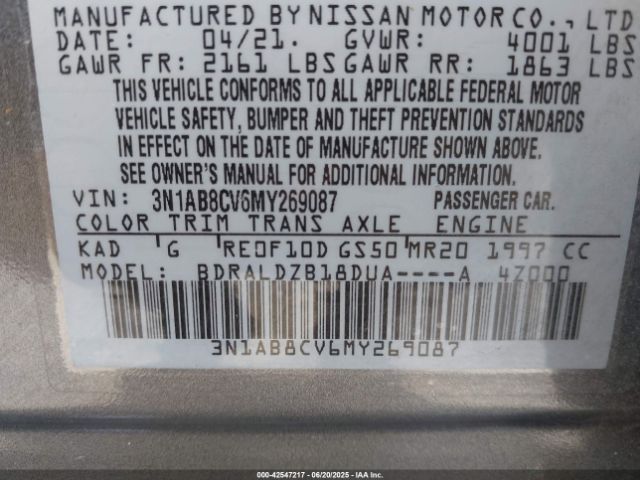 MANUFACTURED BY NISSAN MOTOR CO., LTD
DATE: 04/21. GVWR: 4001 LBS
GAWR FR: 2161 LBS GAWR RR: 1863 LBS
THIS VEHICLE CONFORMS TO ALL APPLICABLE FEDERAL MOTOR
VEHICLE SAFETY, BUMPER AND THEFT PREVENTION STANDARDS
IN EFFECT ON THE DATE OF MANUFACTURE SHOWN ABOVE.
SEE OWNER'S MANUAL FOR ADDITIONAL INFORMATION.
VIN: 3N1AB8CV6MY269087 PASSENGER CAR.
COLOR TRIM TRANS AXLE ENGINE
KAD G RE0F10D GS50 MR20 1997 CC
MODEL: BDRALDZB18DUA----A 4Z000
3N1AB8CV6MY269087
000-42547217 - 06/20/2025 - IAAI.COM